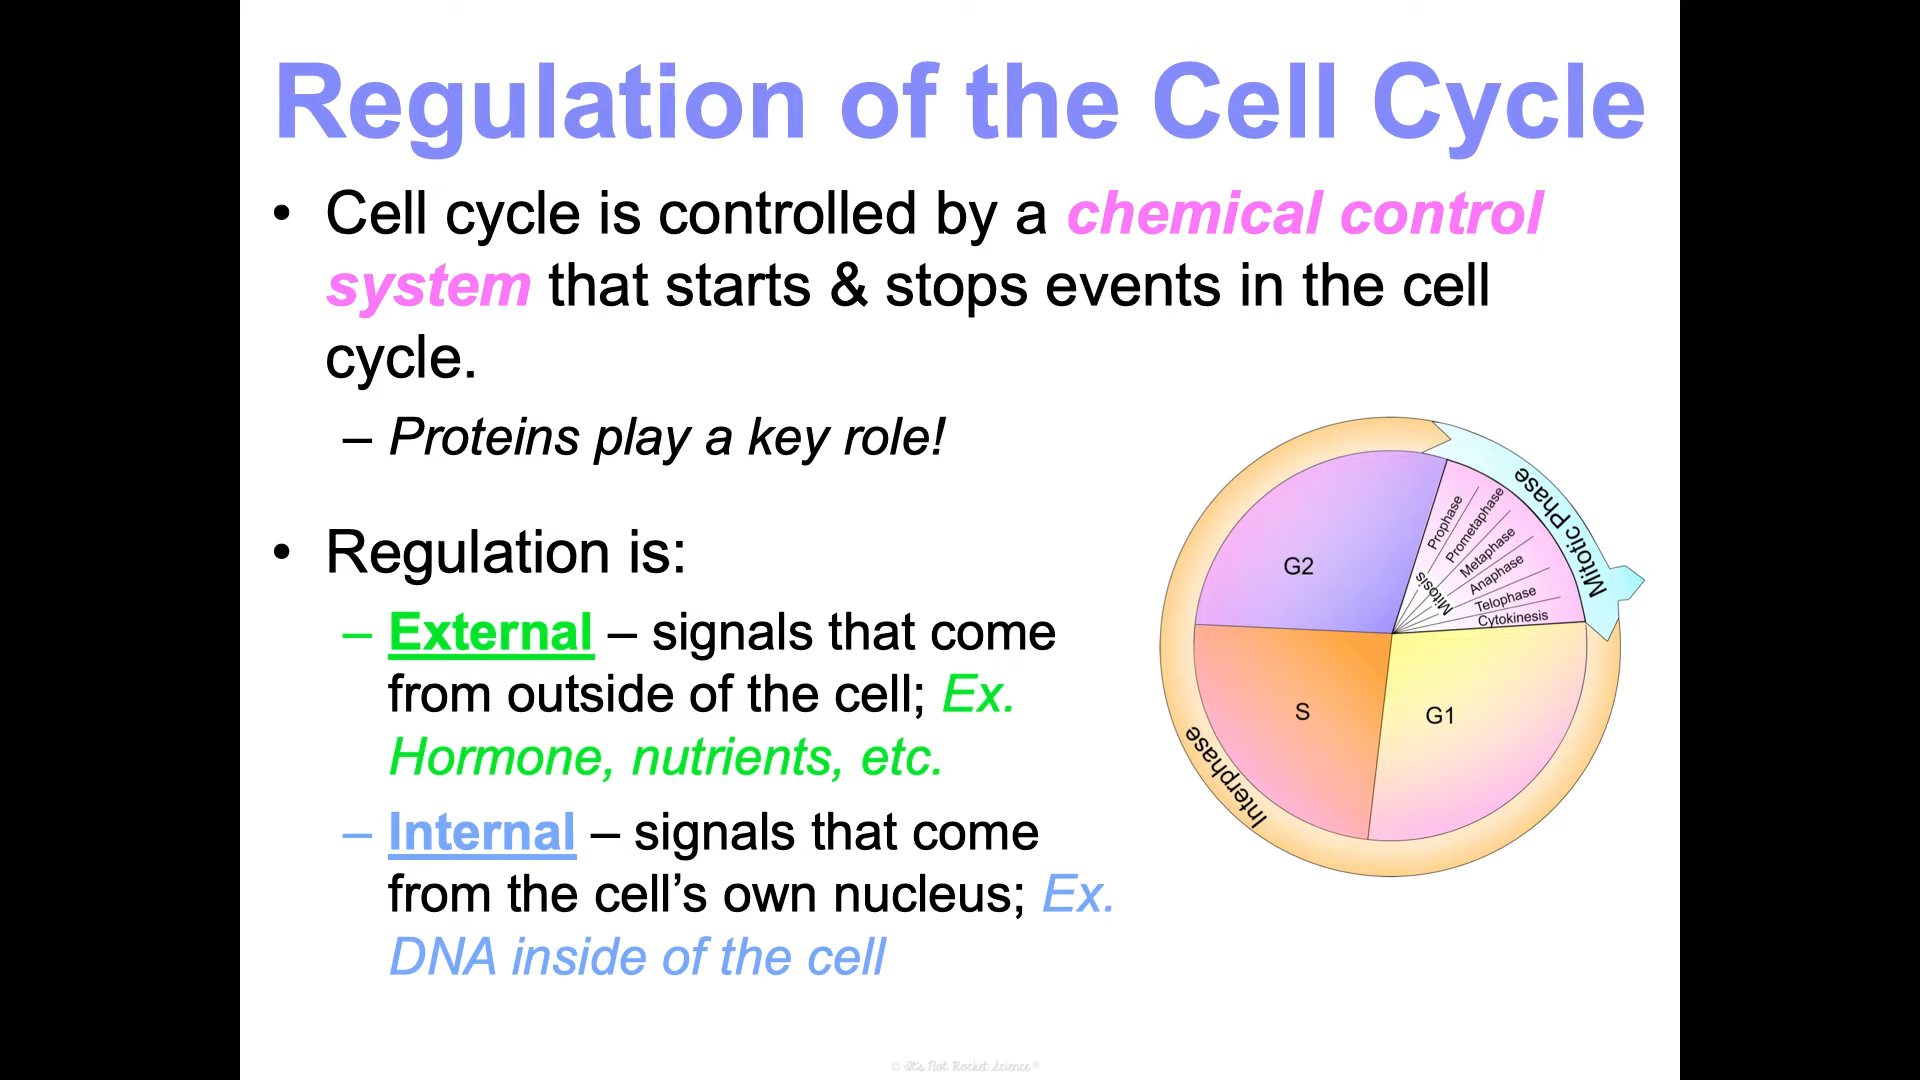 Regulation of the Cell Cycle
• Cell cycle is controlled by a chemical control
system that starts & stops events in the cell
cycle.
– Proteins play a key role!
• Regulation is:
– External – signals that come
from outside of the cell; Ex.
Hormone, nutrients, etc.
– Internal – signals that come
from the cell’s own nucleus; Ex.
DNA inside of the cell
Mitotic Phase
Prophase
Prometaphase
Metaphase
Anaphase
Telophase
Cytokinesis
Mitosis
G2
S
G1
Interphase
© It's Not Rocket Science®